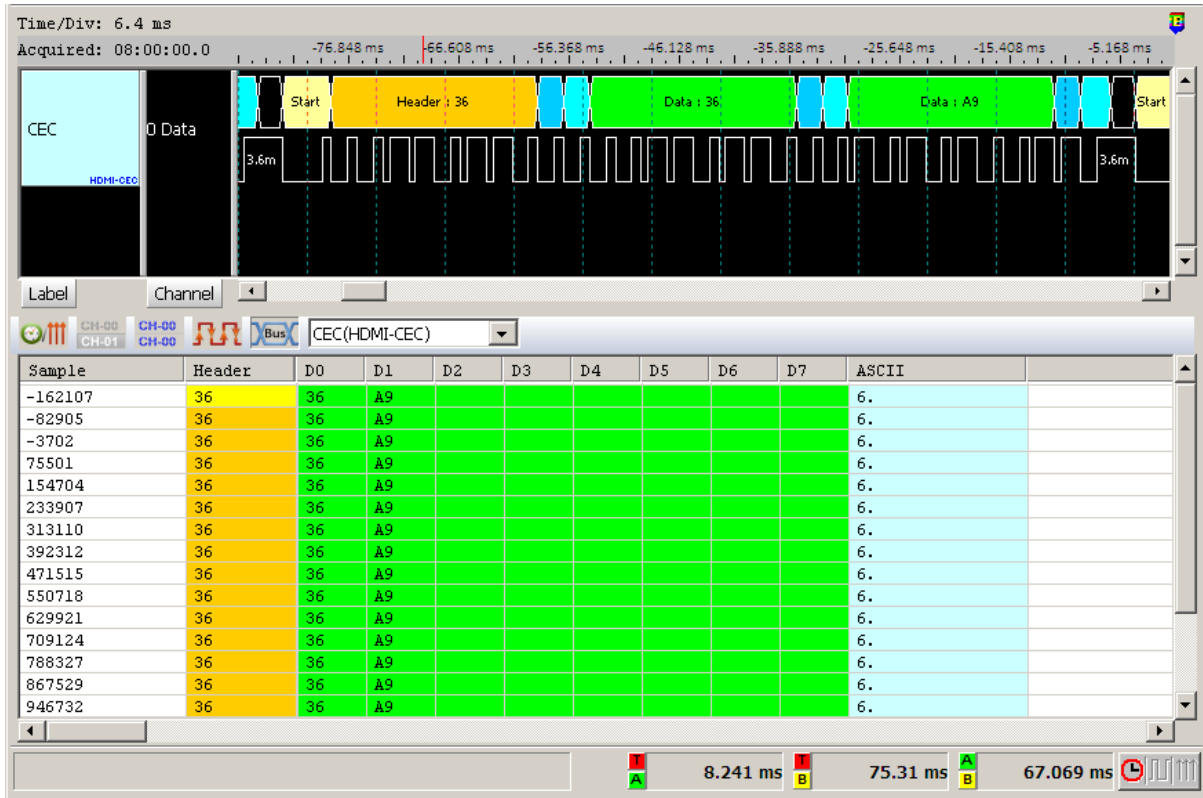 Time/Div: 6.4 ms
Acquired: 08:00:00.0
-76.848 ms -66.608 ms -56.368 ms -46.128 ms -35.888 ms -25.648 ms -15.408 ms -5.168 ms
B
Start Header : 36 Data : 36 Data : A9 Start
CEC 0 Data
3.6m 3.6m
HDMI-CEC
Label Channel
CH-00 CH-01 CH-00 CH-00 Bus CEC(HDMI-CEC)
Sample Header D0 D1 D2 D3 D4 D5 D6 D7 ASCII
-162107 36 36 A9 6.
-82905 36 36 A9 6.
-3702 36 36 A9 6.
75501 36 36 A9 6.
154704 36 36 A9 6.
233907 36 36 A9 6.
313110 36 36 A9 6.
392312 36 36 A9 6.
471515 36 36 A9 6.
550718 36 36 A9 6.
629921 36 36 A9 6.
709124 36 36 A9 6.
788327 36 36 A9 6.
867529 36 36 A9 6.
946732 36 36 A9 6.
T A 8.241 ms T B 75.31 ms A B 67.069 ms